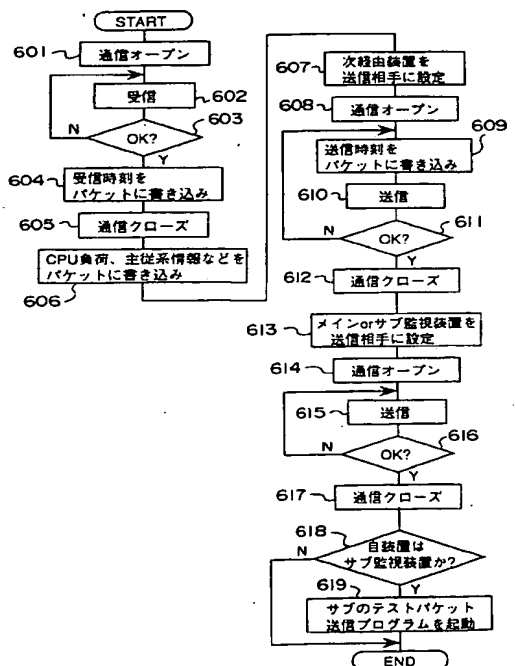 START
601
通信オープン
受信
602
603
OK?
N
Y
604
受信時刻を
パケットに書き込み
605
通信クローズ
CPU負荷、主従系情報などを
パケットに書き込み
606
607
次経由装置を
送信相手に設定
608
通信オープン
609
送信時刻を
パケットに書き込み
610
送信
611
OK?
N
Y
612
通信クローズ
613
メインorサブ監視装置を
送信相手に設定
614
通信オープン
615
送信
616
OK?
N
Y
617
通信クローズ
618
自装置は
サブ監視装置か?
N
Y
619
サブのテストパケット
送信プログラムを起動
END